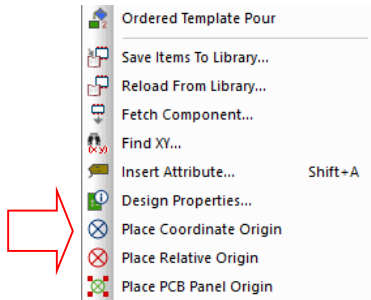 Ordered Template Pour
Save Items To Library...
Reload From Library...
Fetch Component...
Find XY...
Insert Attribute... Shift+A
Design Properties...
Place Coordinate Origin
Place Relative Origin
Place PCB Panel Origin